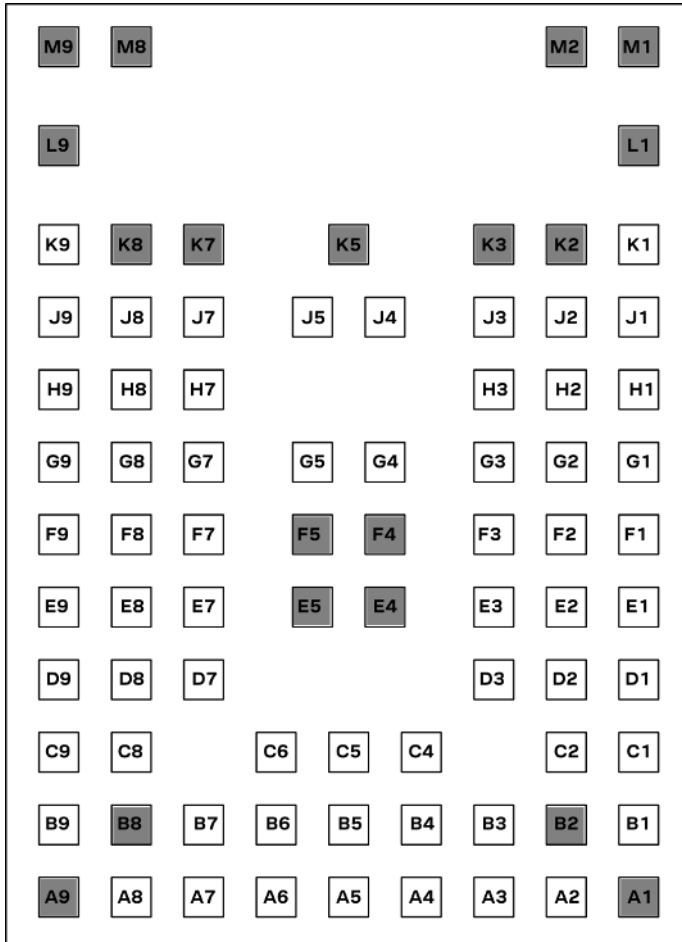 M9 M8 M2 M1
L9 L1
K9 K8 K7 K5 K3 K2 K1
J9 J8 J7 J5 J4 J3 J2 J1
H9 H8 H7 H3 H2 H1
G9 G8 G7 G5 G4 G3 G2 G1
F9 F8 F7 F5 F4 F3 F2 F1
E9 E8 E7 E5 E4 E3 E2 E1
D9 D8 D7 D3 D2 D1
C9 C8 C6 C5 C4 C2 C1
B9 B8 B7 B6 B5 B4 B3 B2 B1
A9 A8 A7 A6 A5 A4 A3 A2 A1